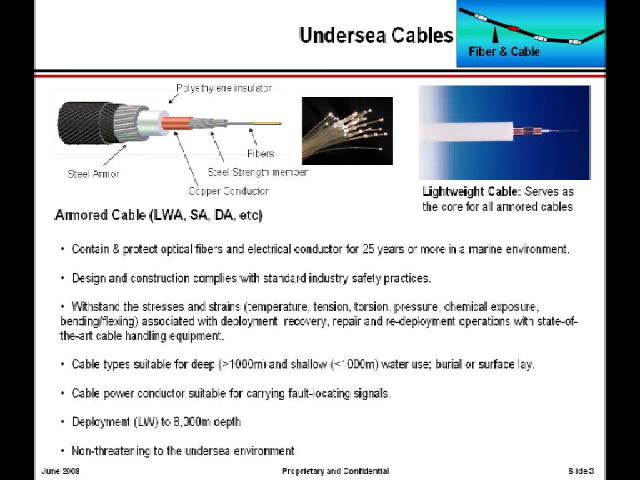 Undersea Cables
Fiber & Cable
Polyethylene insulator
Fibers
Steel Strength member
Steel Armor
Copper Conductor
Lightweight Cable: Serves as
the core for all armored cables
Armored Cable (LWA, SA, DA, etc)
• Contain & protect optical fibers and electrical conductor for 25 years or more in a marine environment.
• Design and construction complies with standard industry safety practices.
• Withstand the stresses and strains (temperature, tension, torsion, pressure, chemical exposure,
bending/flexing) associated with deployment recovery, repair and re-deployment operations with state-of-
the-art cable handling equipment.
• Cable types suitable for deep (>1000m) and shallow (<1000m) water use; burial or surface lay.
• Cable power conductor suitable for carrying fault-locating signals.
• Deployment (LW) to 8,000m depth
• Non-threatening to the undersea environment
June 2008 Proprietary and Confidential Slide 3